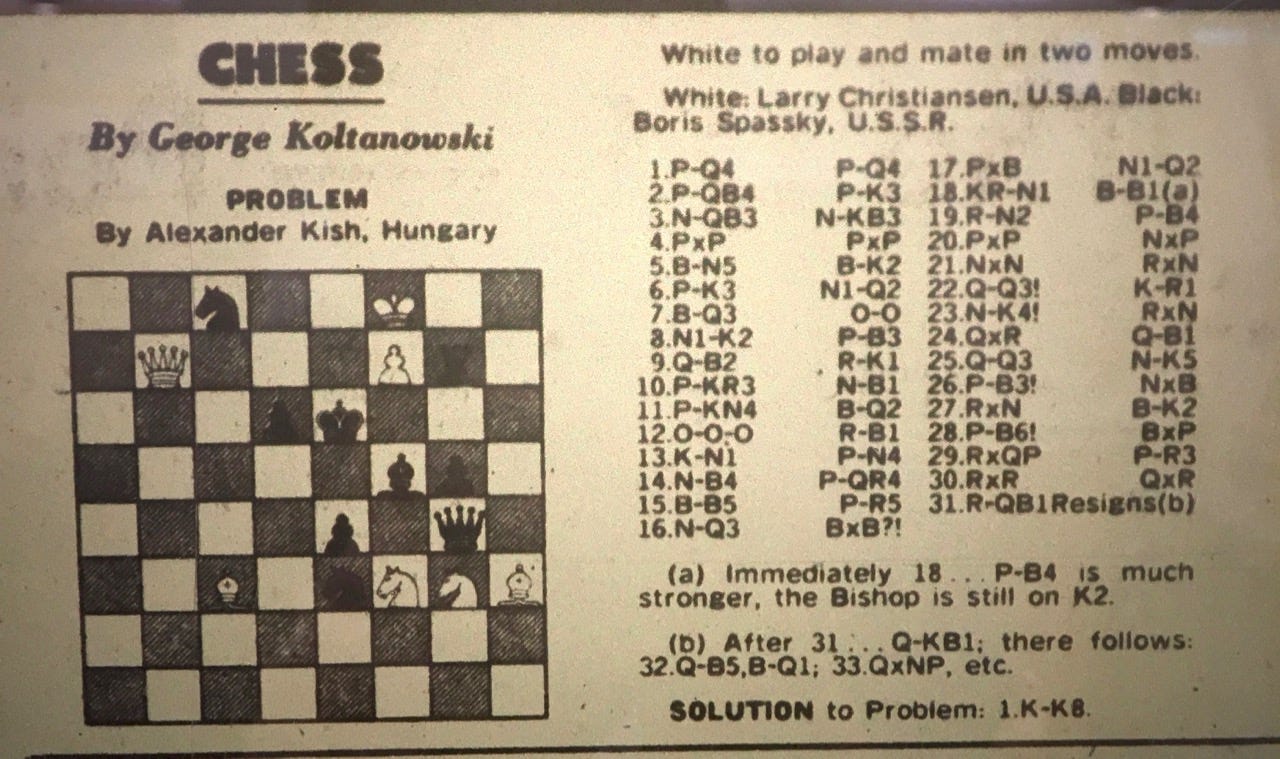 CHESS
By George Koltanowski
PROBLEM
By Alexander Kish, Hungary
White to play and mate in two moves.
White: Larry Christiansen, U.S.A. Black:
Boris Spassky, U.S.S.R.
1.P-Q4 P-Q4 17.PxB N1-Q2
2.P-QB4 P-K3 18.KR-N1 B-B1(a)
3.N-QB3 N-KB3 19.R-N2 P-B4
4.PxP PxP 20.PxP NxP
5.B-N5 B-K2 21.NxN RxN
6.P-K3 N1-Q2 22.Q-Q3! K-R1
7.B-Q3 O-O 23.N-K4! RxN
8.N1-K2 P-B3 24.QxR Q-B1
9.Q-B2 R-K1 25.Q-Q3 N-K5
10.P-KR3 N-B1 26.P-B3! NxB
11.P-KN4 B-Q2 27.RxN B-K2
12.O-O-O R-B1 28.P-B6! BxP
13.K-N1 P-N4 29.RxQP P-R3
14.N-B4 P-QR4 30.RxR QxR
15.B-B5 P-R5 31.R-QB1Resigns(b)
16.N-Q3 BxB?!
(a) Immediately 18... P-B4 is much
stronger, the Bishop is still on K2.
(b) After 31... Q-KB1; there follows:
32.Q-B5,B-Q1; 33.QxNP, etc.
SOLUTION to Problem: 1.K-K8.